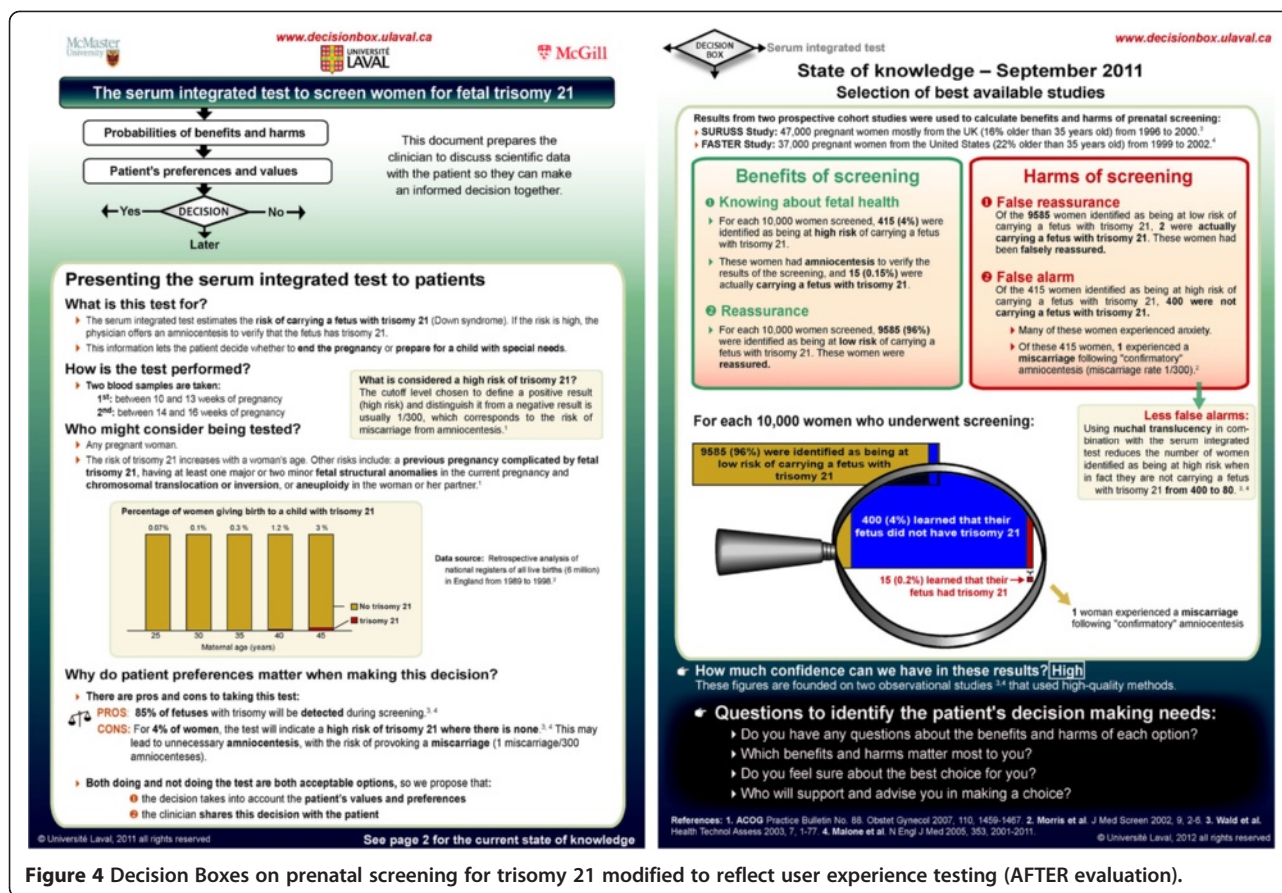 McMaster
University
www.decisionbox.ulaval.ca
UNIVERSITÉ
LAVAL
McGill
The serum integrated test to screen women for fetal trisomy 21
Probabilities of benefits and harms
Patient's preferences and values
Yes
DECISION
No
Later
This document prepares the
clinician to discuss scientific data
with the patient so they can make
an informed decision together.
Presenting the serum integrated test to patients
What is this test for?
The serum integrated test estimates the risk of carrying a fetus with trisomy 21 (Down syndrome). If the risk is high, the
physician offers an amniocentesis to verify that the fetus has trisomy 21.
This information lets the patient decide whether to end the pregnancy or prepare for a child with special needs.
How is the test performed?
Two blood samples are taken:
1st: between 10 and 13 weeks of pregnancy
2nd: between 14 and 16 weeks of pregnancy
What is considered a high risk of trisomy 21?
The cutoff level chosen to define a positive result
(high risk) and distinguish it from a negative result is
usually 1/300, which corresponds to the risk of
miscarriage from amniocentesis.1
Who might consider being tested?
Any pregnant woman.
The risk of trisomy 21 increases with a woman's age. Other risks include: a previous pregnancy complicated by fetal
trisomy 21, having at least one major or two minor fetal structural anomalies in the current pregnancy and
chromosomal translocation or inversion, or aneuploidy in the woman or her partner.1
Percentage of women giving birth to a child with trisomy 21
0.07% 0.1% 0.3 % 1.2 % 3 %
No trisomy 21
trisomy 21
25 30 35 40 45
Maternal age (years)
Data source: Retrospective analysis of
national registers of all live births (6 million)
in England from 1989 to 1998.2
Why do patient preferences matter when making this decision?
There are pros and cons to taking this test:
PROS: 85% of fetuses with trisomy will be detected during screening.3, 4
CONS: For 4% of women, the test will indicate a high risk of trisomy 21 where there is none.3, 4 This may
lead to unnecessary amniocentesis, with the risk of provoking a miscarriage (1 miscarriage/300
amniocenteses).
Both doing and not doing the test are both acceptable options, so we propose that:
1 the decision takes into account the patient's values and preferences
2 the clinician shares this decision with the patient
© Université Laval, 2011 all rights reserved
See page 2 for the current state of knowledge
DECISION
BOX
Serum integrated test
www.decisionbox.ulaval.ca
State of knowledge – September 2011
Selection of best available studies
Results from two prospective cohort studies were used to calculate benefits and harms of prenatal screening:
SURUSS Study: 47,000 pregnant women mostly from the UK (16% older than 35 years old) from 1996 to 2000.3
FASTER Study: 37,000 pregnant women from the United States (22% older than 35 years old) from 1999 to 2002.4
Benefits of screening
1 Knowing about fetal health
For each 10,000 women screened, 415 (4%) were
identified as being at high risk of carrying a fetus
with trisomy 21.
These women had amniocentesis to verify the
results of the screening, and 15 (0.15%) were
actually carrying a fetus with trisomy 21.
2 Reassurance
For each 10,000 women screened, 9585 (96%)
were identified as being at low risk of carrying a
fetus with trisomy 21. These women were
reassured.
Harms of screening
1 False reassurance
Of the 9585 women identified as being at low risk of
carrying a fetus with trisomy 21, 2 were actually
carrying a fetus with trisomy 21. These women had
been falsely reassured.
2 False alarm
Of the 415 women identified as being at high risk of
carrying a fetus with trisomy 21, 400 were not
carrying a fetus with trisomy 21.
Many of these women experienced anxiety.
Of these 415 women, 1 experienced a
miscarriage following "confirmatory"
amniocentesis (miscarriage rate 1/300).2
Less false alarms:
Using nuchal translucency in com-
bination with the serum integrated
test reduces the number of women
identified as being at high risk when
in fact they are not carrying a fetus
with trisomy 21 from 400 to 80. 3, 4
For each 10,000 women who underwent screening:
9585 (96%) were identified as being at
low risk of carrying a fetus with
trisomy 21
400 (4%) learned that their
fetus did not have trisomy 21
15 (0.2%) learned that their
fetus had trisomy 21
1 woman experienced a miscarriage
following "confirmatory" amniocentesis
How much confidence can we have in these results? High
These figures are founded on two observational studies 3,4 that used high-quality methods.
Questions to identify the patient's decision making needs:
Do you have any questions about the benefits and harms of each option?
Which benefits and harms matter most to you?
Do you feel sure about the best choice for you?
Who will support and advise you in making a choice?
References: 1. ACOG Practice Bulletin No. 88. Obstet Gynecol 2007, 110, 1459-1467. 2. Morris et al. J Med Screen 2002, 9, 2-6. 3. Wald et al.
Health Technol Assess 2003, 7, 1-77. 4. Malone et al. N Engl J Med 2005, 353, 2001-2011.
© Université Laval, 2012 all rights reserved
Figure 4 Decision Boxes on prenatal screening for trisomy 21 modified to reflect user experience testing (AFTER evaluation).